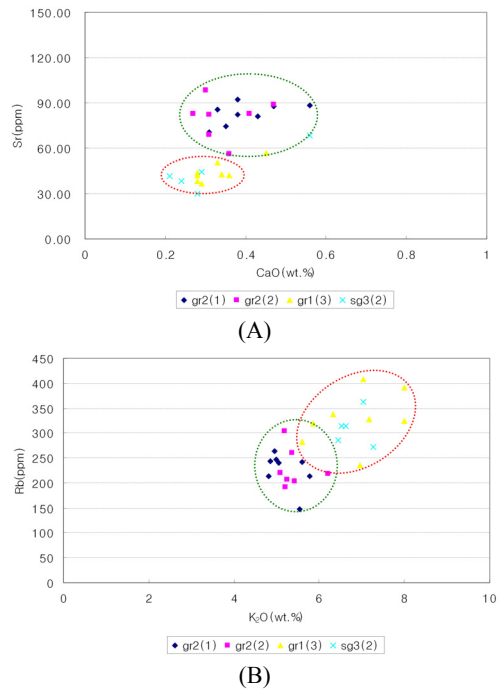 150.00
120.00
90.00
60.00
30.00
0.00
Sr(ppm)
0 0.2 0.4 0.6 0.8 1
CaO(wt.%)
gr2(1) gr2(2) gr1(3) sg3(2)
(A)
450
400
350
300
250
200
150
100
50
0
Rb(ppm)
0 2 4 6 8 10
K₂O(wt.%)
gr2(1) gr2(2) gr1(3) sg3(2)
(B)